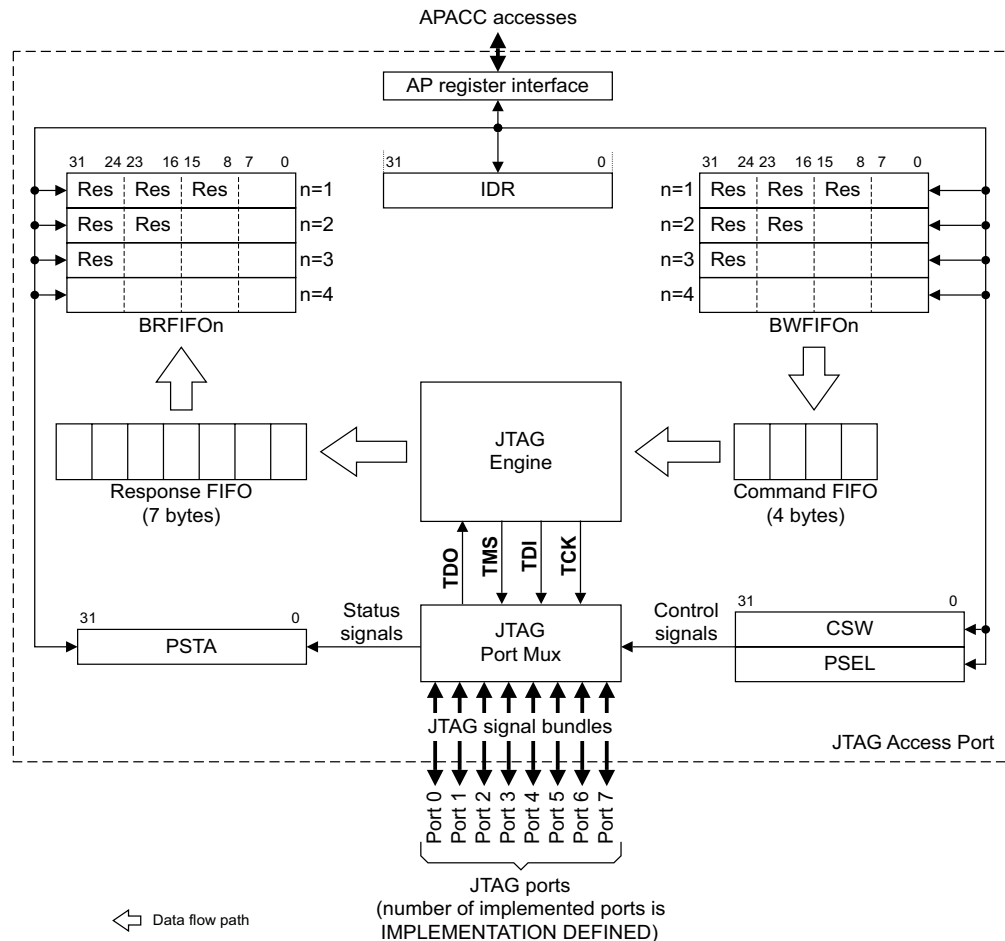 APACC accesses
AP register interface
31 24 23 16 15 8 7 0
Res Res Res n=1
Res Res n=2
Res n=3
n=4
BRFIFOn
31 0
IDR
31 24 23 16 15 8 7 0
n=1 Res Res Res
n=2 Res Res
n=3 Res
n=4
BWFIFOn
Response FIFO
(7 bytes)
JTAG
Engine
Command FIFO
(4 bytes)
TDO
TMS
TDI
TCK
31 0
PSTA
Status
signals
JTAG
Port Mux
Control
signals
31 0
CSW
PSEL
JTAG signal bundles
JTAG Access Port
Port 0
Port 1
Port 2
Port 3
Port 4
Port 5
Port 6
Port 7
JTAG ports
(number of implemented ports is
IMPLEMENTATION DEFINED)
Data flow path